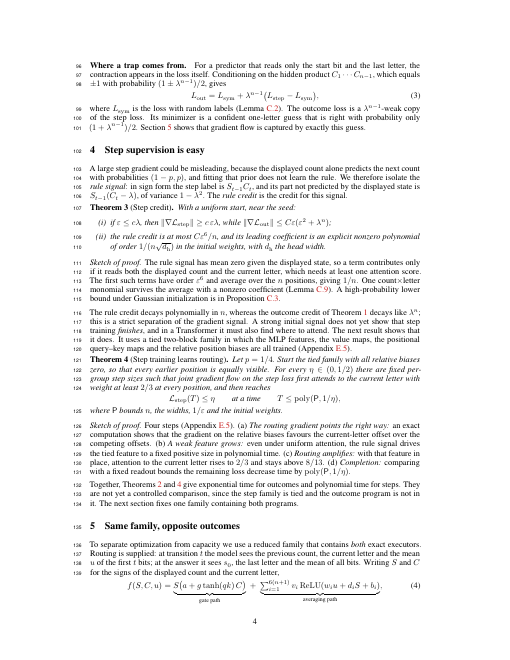 96 Where a trap comes from. For a predictor that reads only the start bit and the last letter, the
97 contraction appears in the loss itself. Conditioning on the hidden product C₁ · · · Cₙ₋₁, which equals
98 ±1 with probability (1 ± λⁿ⁻¹)/2, gives
L_out = L_sym + λⁿ⁻¹(L_step − L_sym). (3)
99 where L_sym is the loss with random labels (Lemma C.2). The outcome loss is a λⁿ⁻¹-weak copy
100 of the step loss. Its minimizer is a confident one-letter guess that is right with probability only
101 (1 + λⁿ⁻¹)/2. Section 5 shows that gradient flow is captured by exactly this guess.
102 4 Step supervision is easy
103 A large step gradient could be misleading, because the displayed count alone predicts the next count
104 with probabilities (1 − p, p), and fitting that prior does not learn the rule. We therefore isolate the
105 rule signal: in sign form the step label is Sₜ₋₁Cₜ, and its part not predicted by the displayed state is
106 Sₜ₋₁(Cₜ − λ), of variance 1 − λ². The rule credit is the credit for this signal.
107 Theorem 3 (Step credit). With a uniform start, near the seed:
108 (i) if ε ≤ cλ, then ‖∇L_step‖ ≥ cελ, while ‖∇L_out‖ ≤ Cε(ε² + λⁿ);
109 (ii) the rule credit is at most Cε⁶/n, and its leading coefficient is an explicit nonzero polynomial
110 of order 1/(n√dₕ) in the initial weights, with dₕ the head width.
111 Sketch of proof. The rule signal has mean zero given the displayed state, so a term contributes only
112 if it reads both the displayed count and the current letter, which needs at least one attention score.
113 The first such terms have order ε⁶ and average over the n positions, giving 1/n. One count×letter
114 monomial survives the average with a nonzero coefficient (Lemma C.9). A high-probability lower
115 bound under Gaussian initialization is in Proposition C.3.
116 The rule credit decays polynomially in n, whereas the outcome credit of Theorem 1 decays like λⁿ;
117 this is a strict separation of the gradient signal. A strong initial signal does not yet show that step
118 training finishes, and in a Transformer it must also find where to attend. The next result shows that
119 it does. It uses a tied two-block family in which the MLP features, the value maps, the positional
120 query–key maps and the relative position biases are all trained (Appendix E.5).
121 Theorem 4 (Step training learns routing). Let p = 1/4. Start the tied family with all relative biases
122 zero, so that every earlier position is equally visible. For every η ∈ (0, 1/2) there are fixed per-
123 group step sizes such that joint gradient flow on the step loss first attends to the current letter with
124 weight at least 2/3 at every position, and then reaches
L_step(T) ≤ η at a time T ≤ poly(P, 1/η),
125 where P bounds n, the widths, 1/ε and the initial weights.
126 Sketch of proof. Four steps (Appendix E.5). (a) The routing gradient points the right way: an exact
127 computation shows that the gradient on the relative biases favours the current-letter offset over the
128 competing offsets. (b) A weak feature grows: even under uniform attention, the rule signal drives
129 the tied feature to a fixed positive size in polynomial time. (c) Routing amplifies: with that feature in
130 place, attention to the current letter rises to 2/3 and stays above 8/13. (d) Completion: comparing
131 with a fixed readout bounds the remaining loss decrease time by poly(P, 1/η).
132 Together, Theorems 2 and 4 give exponential time for outcomes and polynomial time for steps. They
133 are not yet a controlled comparison, since the step family is tied and the outcome program is not in
134 it. The next section fixes one family containing both programs.
135 5 Same family, opposite outcomes
136 To separate optimization from capacity we use a reduced family that contains both exact executors.
137 Routing is supplied: at transition t the model sees the previous count, the current letter and the mean
138 u of the first t bits; at the answer it sees s₀, the last letter and the mean of all bits. Writing S and C
139 for the signs of the displayed count and the current letter,
f(S, C, u) = S(a + g tanh(qk) C) + ∑_{i=1}^{6(n+1)} vᵢ ReLU(wᵢu + dᵢS + bᵢ), (4)
gate path averaging path
4